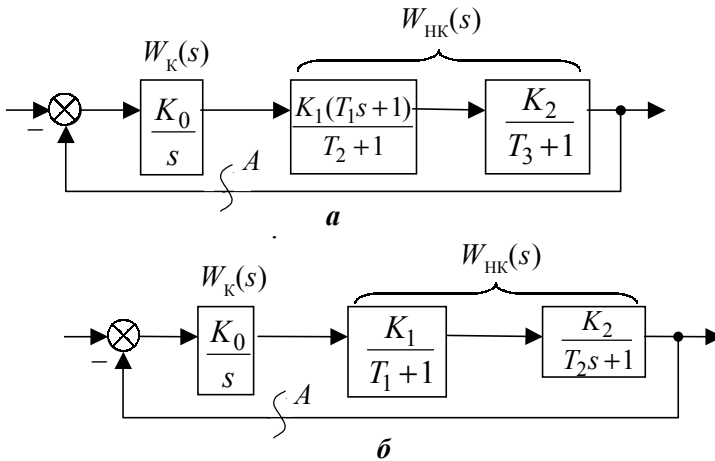 W_НК(s)
W_К(s)
K_0/s
K_1(T_1s+1)/(T_2+1)
K_2/(T_3+1)
−
A
а
W_НК(s)
W_К(s)
K_0/s
K_1/(T_1+1)
K_2/(T_2s+1)
−
A
б